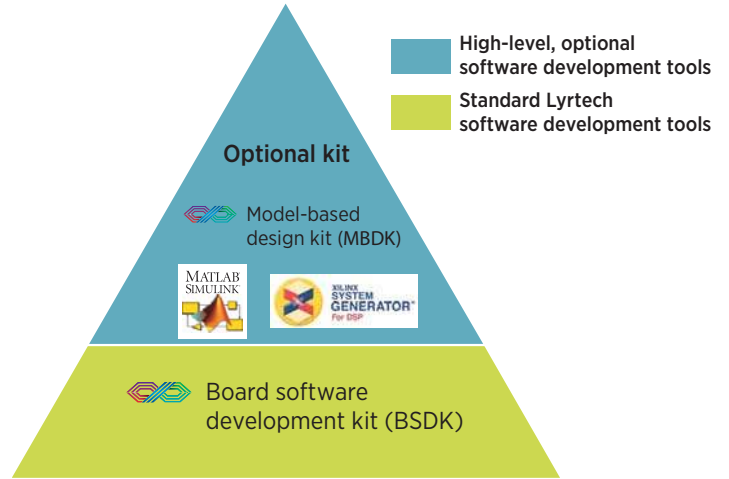 High-level, optional
software development tools
Standard Lyrtech
software development tools
Optional kit
Model-based
design kit (MBDK)
MATLAB
SIMULINK
XILINX
SYSTEM
GENERATOR
For DSP
Board software
development kit (BSDK)